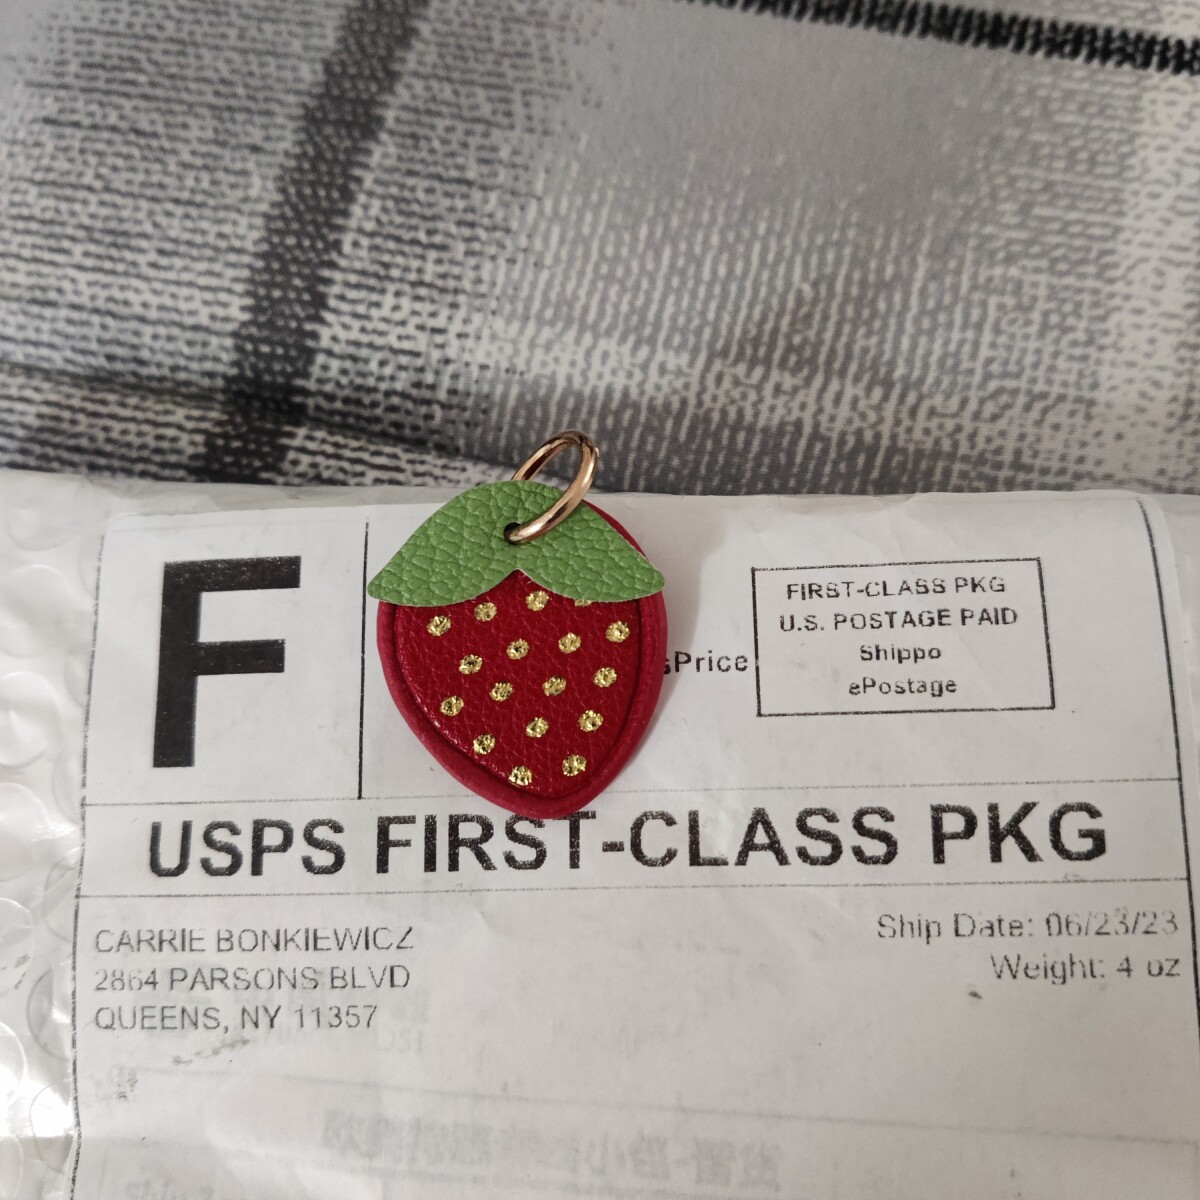 F
sPrice
FIRST-CLASS PKG
U.S. POSTAGE PAID
Shippo
ePostage
USPS FIRST-CLASS PKG
CARRIE BONKIEWICZ
2864 PARSONS BLVD
QUEENS, NY 11357
Ship Date: 06/23/23
Weight: 4 oz